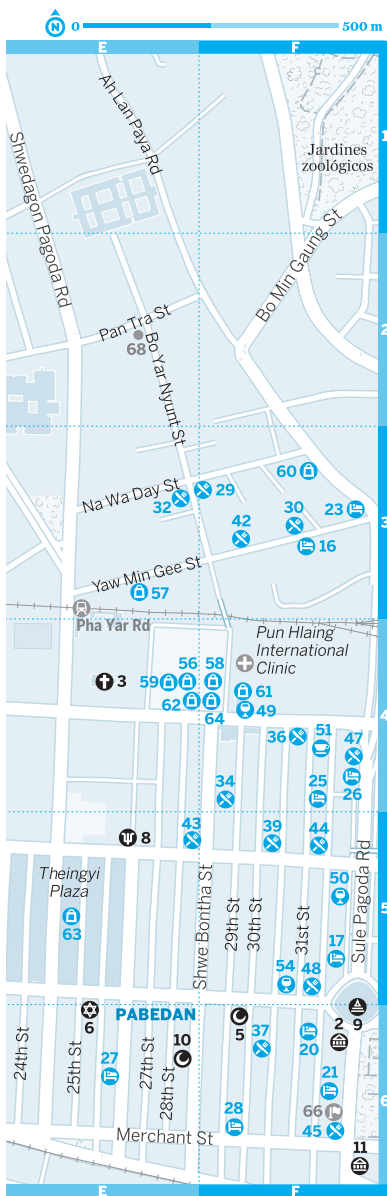 N 0 500 m
E F
1
Ah Lan Paya Rd
Shwedagon Pagoda Rd
Jardines
zoológicos
Bo Min Gaung St
2
Pan Tra St
68
Bo Yar Nyunt St
60
Na Wa Day St
29
32
30
23
3
42
16
Yaw Min Gee St
57
Pha Yar Rd
Pun Hlaing
International
Clinic
56 58
3
59
61
62
64
49
4
36
51
47
34
25
26
43
39
44
8
Sule Pagoda Rd
Theingyi
Plaza
50
Shwe Bontha St
29th St
30th St
31st St
5
63
17
54 48
PABEDAN
6
5
2
9
24th St
25th St
27th St
28th St
10
37
20
27
21
66
6
28
45
Merchant St
11
E F